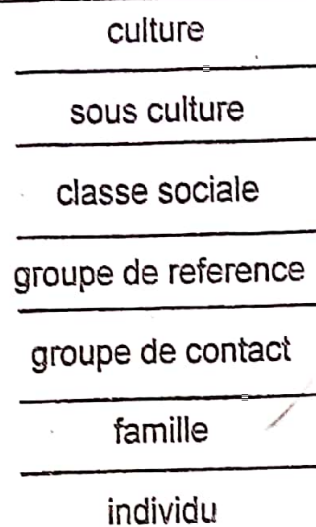 culture
sous culture
classe sociale
groupe de reference
groupe de contact
famille
individu